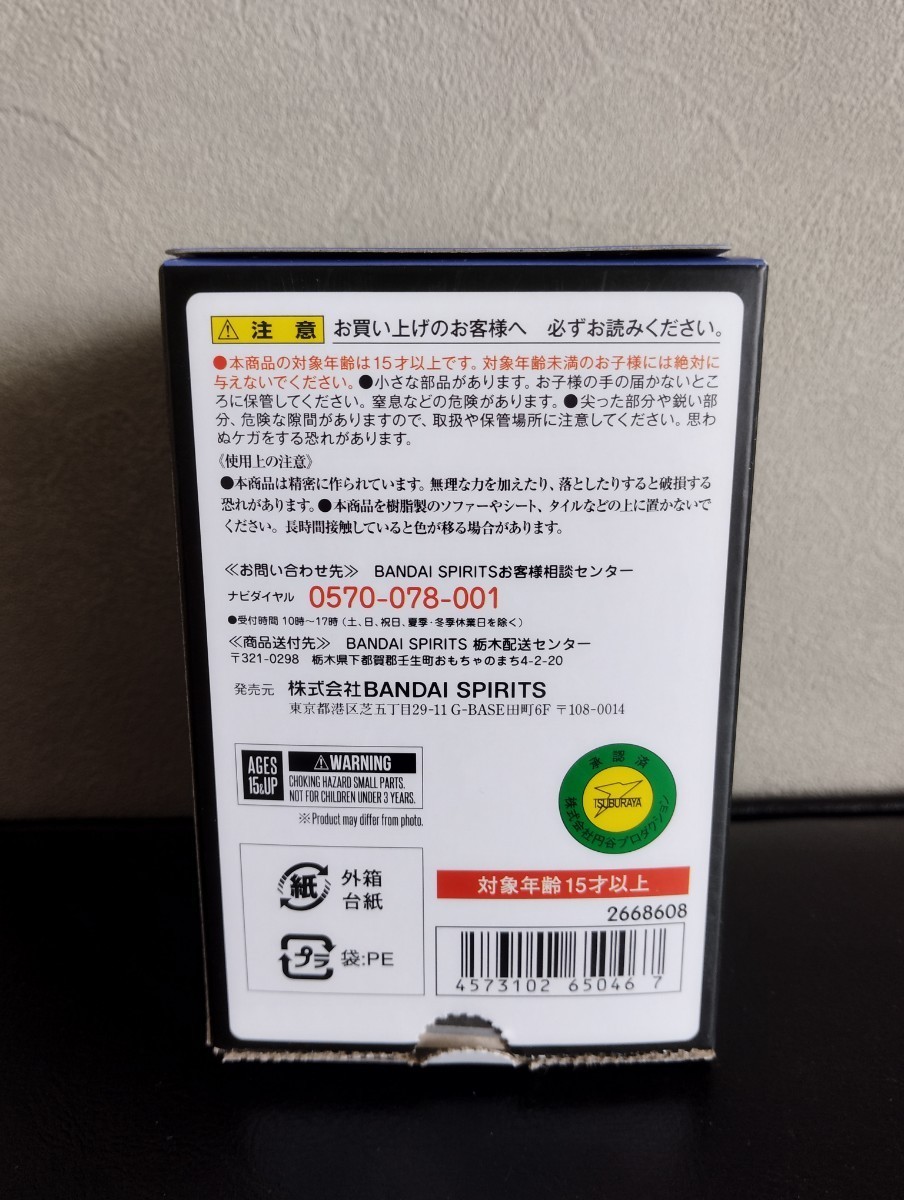 ⚠ 注意 お買い上げのお客様へ 必ずお読みください。
●本商品の対象年齢は15才以上です。対象年齢未満のお子様には絶対に
与えないでください。●小さな部品があります。お子様の手の届かないとこ
ろに保管してください。窒息などの危険があります。●尖った部分や鋭い部
分、危険な隙間がありますので、取扱や保管場所に注意してください。思わ
ぬケガをする恐れがあります。
《使用上の注意》
●本商品は精密に作られています。無理な力を加えたり、落としたりすると破損する
恐れがあります。●本商品を樹脂製のソファーやシート、タイルなどの上に置かないで
ください。長時間接触していると色が移る場合があります。
≪お問い合わせ先≫ BANDAI SPIRITSお客様相談センター
ナビダイヤル 0570-078-001
●受付時間 10時〜17時(土、日、祝日、夏季・冬季休業日を除く)
≪商品送付先≫ BANDAI SPIRITS 栃木配送センター
〒321-0298 栃木県下都賀郡壬生町おもちゃのまち4-2-20
発売元 株式会社BANDAI SPIRITS
東京都港区芝五丁目29-11 G-BASE田町6F 〒108-0014
AGES
15&UP
⚠WARNING
CHOKING HAZARD SMALL PARTS.
NOT FOR CHILDREN UNDER 3 YEARS.
※Product may differ from photo.
承認済
TSUBURAYA
株式会社円谷プロダクション
紙 外箱
台紙
プラ 袋:PE
対象年齢15才以上
2668608
4573102 65046 7